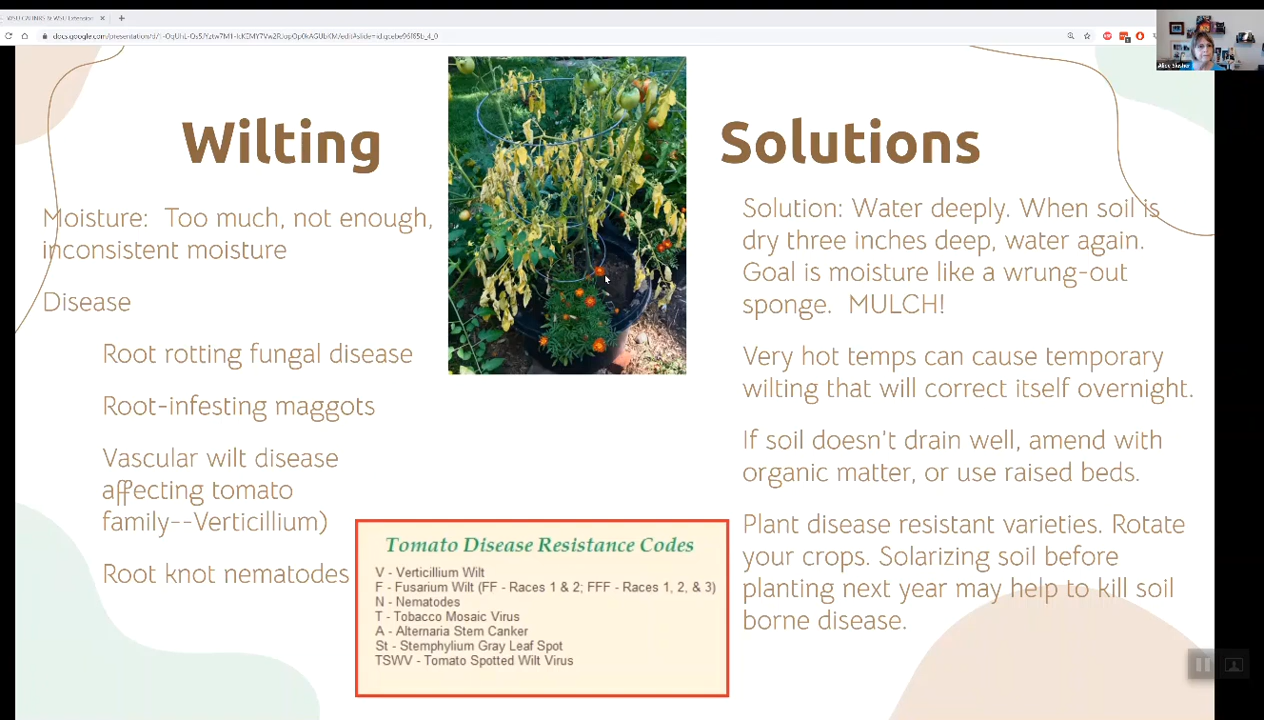 WSU CAHNRS & WSU Extension
Wilting
Moisture: Too much, not enough,
inconsistent moisture
Disease
Root rotting fungal disease
Root-infesting maggots
Vascular wilt disease
affecting tomato
family--Verticillium)
Root knot nematodes
Tomato Disease Resistance Codes
V - Verticillium Wilt
F - Fusarium Wilt (FF - Races 1 & 2; FFF - Races 1, 2, & 3)
N - Nematodes
T - Tobacco Mosaic Virus
A - Alternaria Stem Canker
St - Stemphylium Gray Leaf Spot
TSWV - Tomato Spotted Wilt Virus
Solutions
Solution: Water deeply. When soil is
dry three inches deep, water again.
Goal is moisture like a wrung-out
sponge. MULCH!
Very hot temps can cause temporary
wilting that will correct itself overnight.
If soil doesn't drain well, amend with
organic matter, or use raised beds.
Plant disease resistant varieties. Rotate
your crops. Solarizing soil before
planting next year may help to kill soil
borne disease.
Alice Slusher